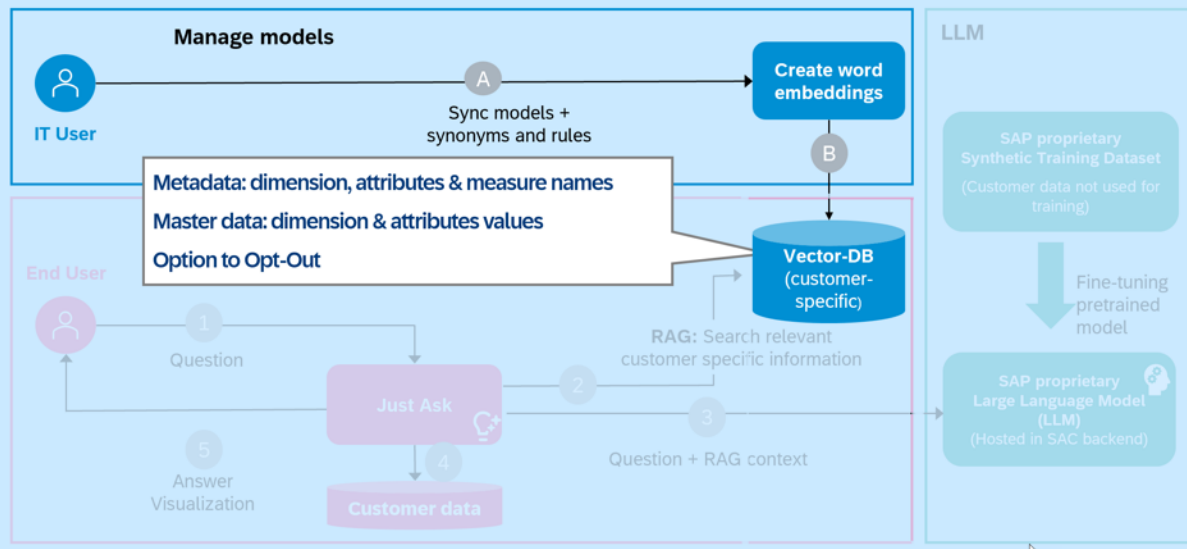 Manage models
LLM
IT User
A
Sync models +
synonyms and rules
Create word
embeddings
B
Metadata: dimension, attributes & measure names
Master data: dimension & attributes values
Option to Opt-Out
Vector-DB
(customer-
specific)
SAP proprietary
Synthetic Training Dataset
(Customer data not used for
training)
Fine-tuning
pretrained
model
End User
1
Question
RAG: Search relevant
customer specific information
Just Ask
2
3
Question + RAG context
SAP proprietary
Large Language Model
(LLM)
(Hosted in SAC backend)
5
Answer
Visualization
4
Customer data